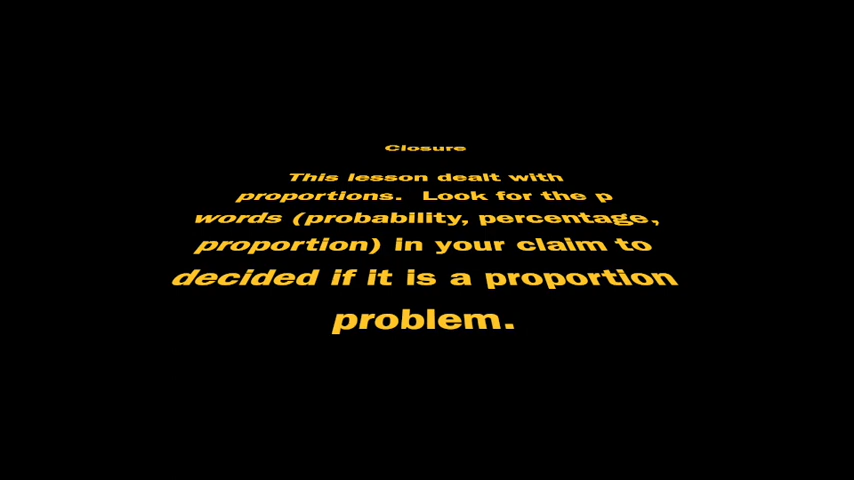 Closure
This lesson dealt with
proportions.  Look for the p
words (probability, percentage,
proportion) in your claim to
decided if it is a proportion
problem.